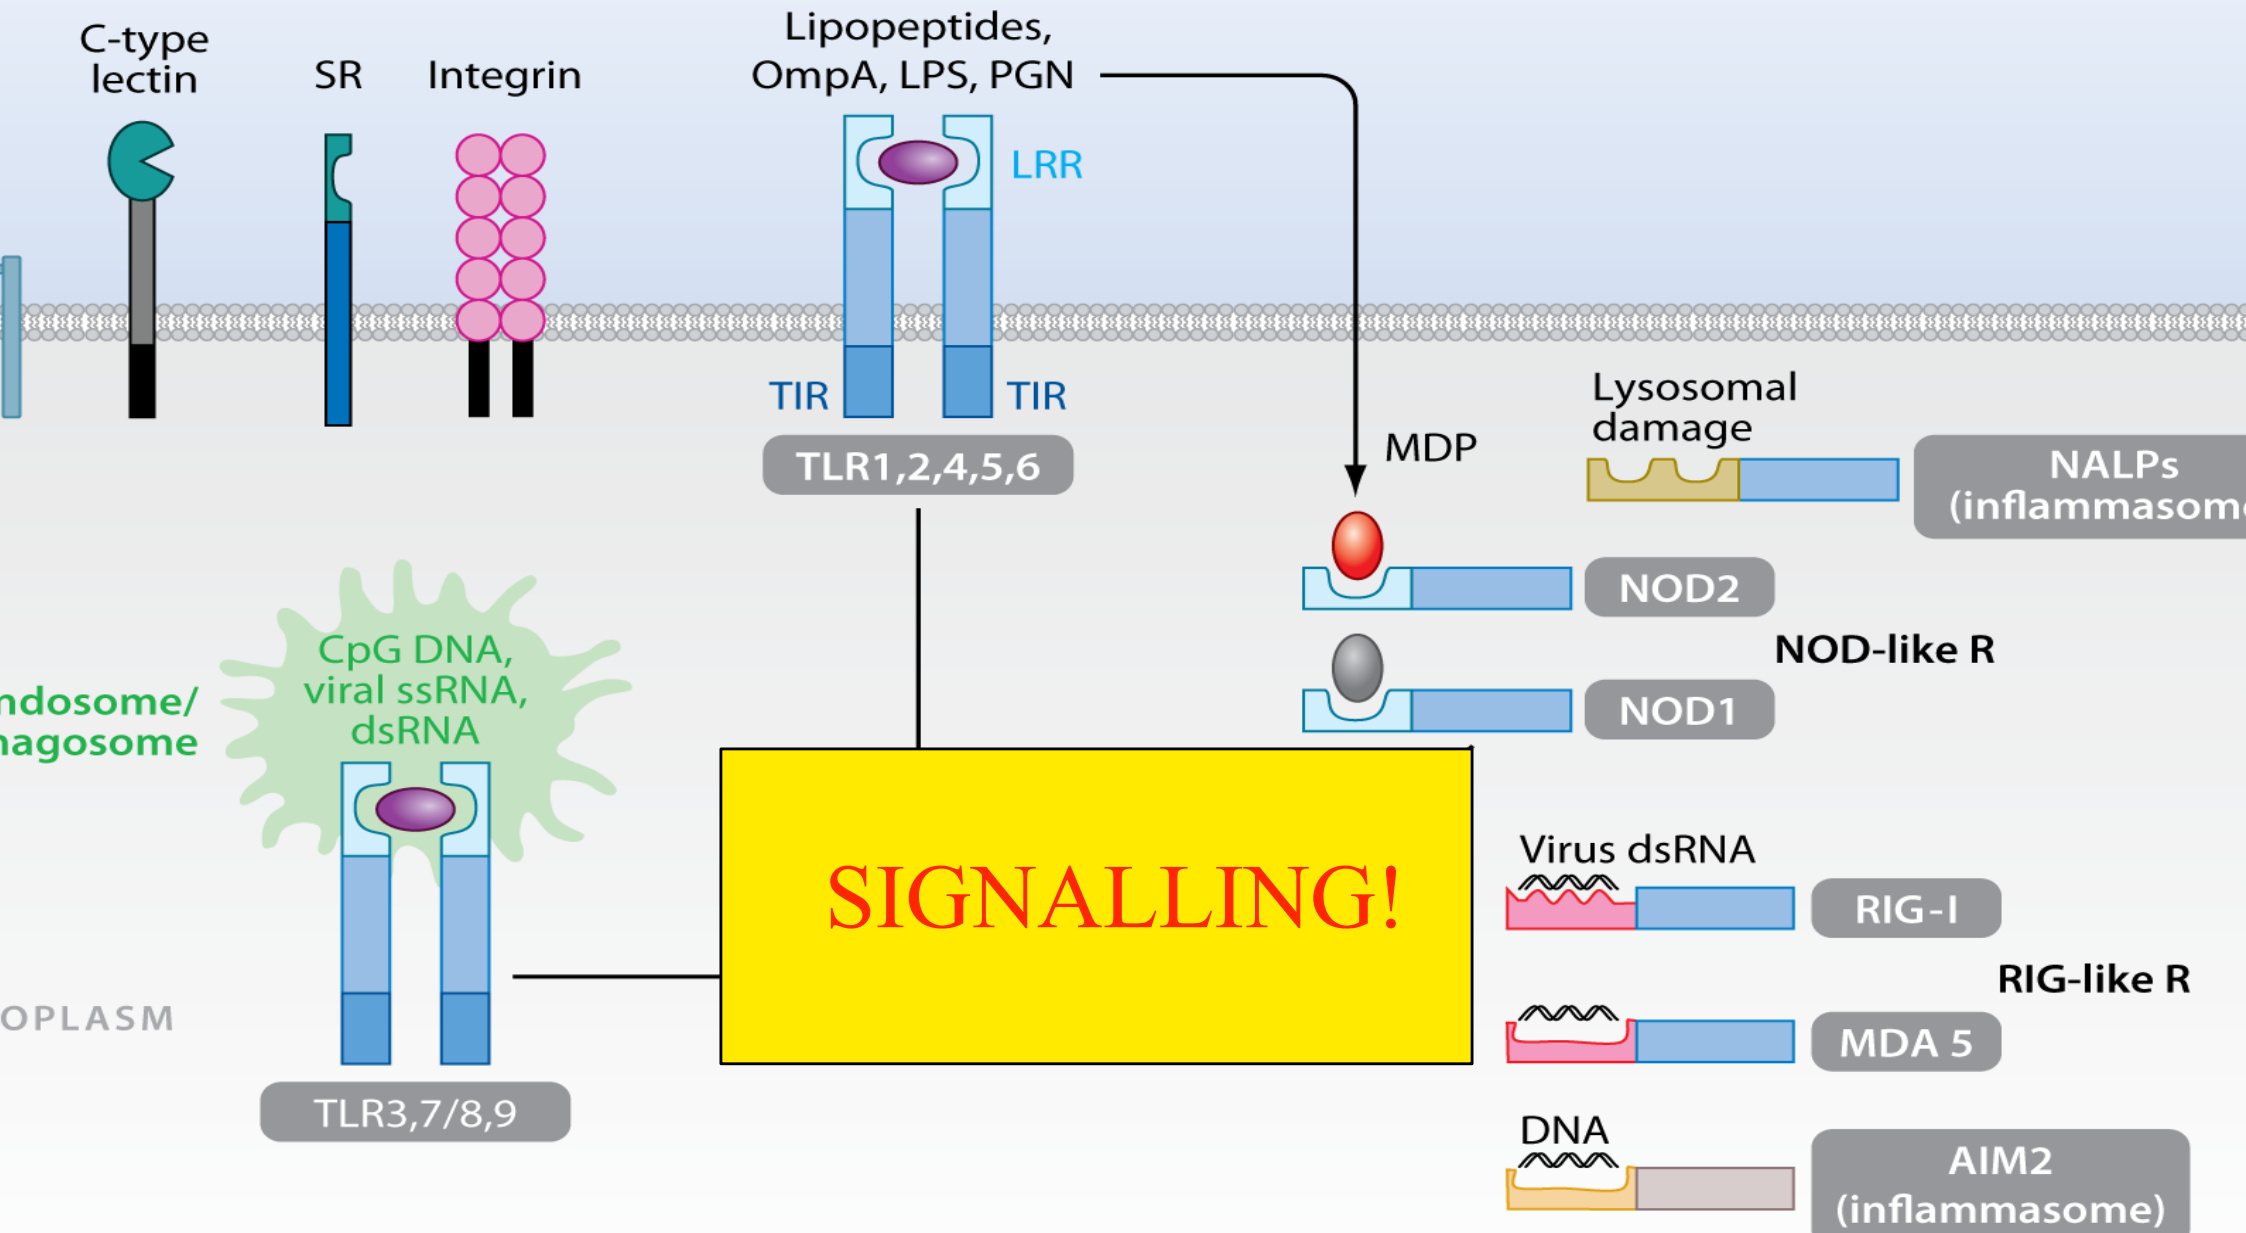 C-type
lectin
SR
Integrin
Lipopeptides,
OmpA, LPS, PGN
LRR
TIR
TIR
TLR1,2,4,5,6
MDP
Lysosomal
damage
NALPs
(inflammasome
NOD2
NOD-like R
NOD1
CpG DNA,
viral ssRNA,
dsRNA
ndosome/
hagosome
SIGNALLING!
Virus dsRNA
RIG-I
RIG-like R
MDA 5
OPLASM
TLR3,7/8,9
DNA
AIM2
(inflammasome)